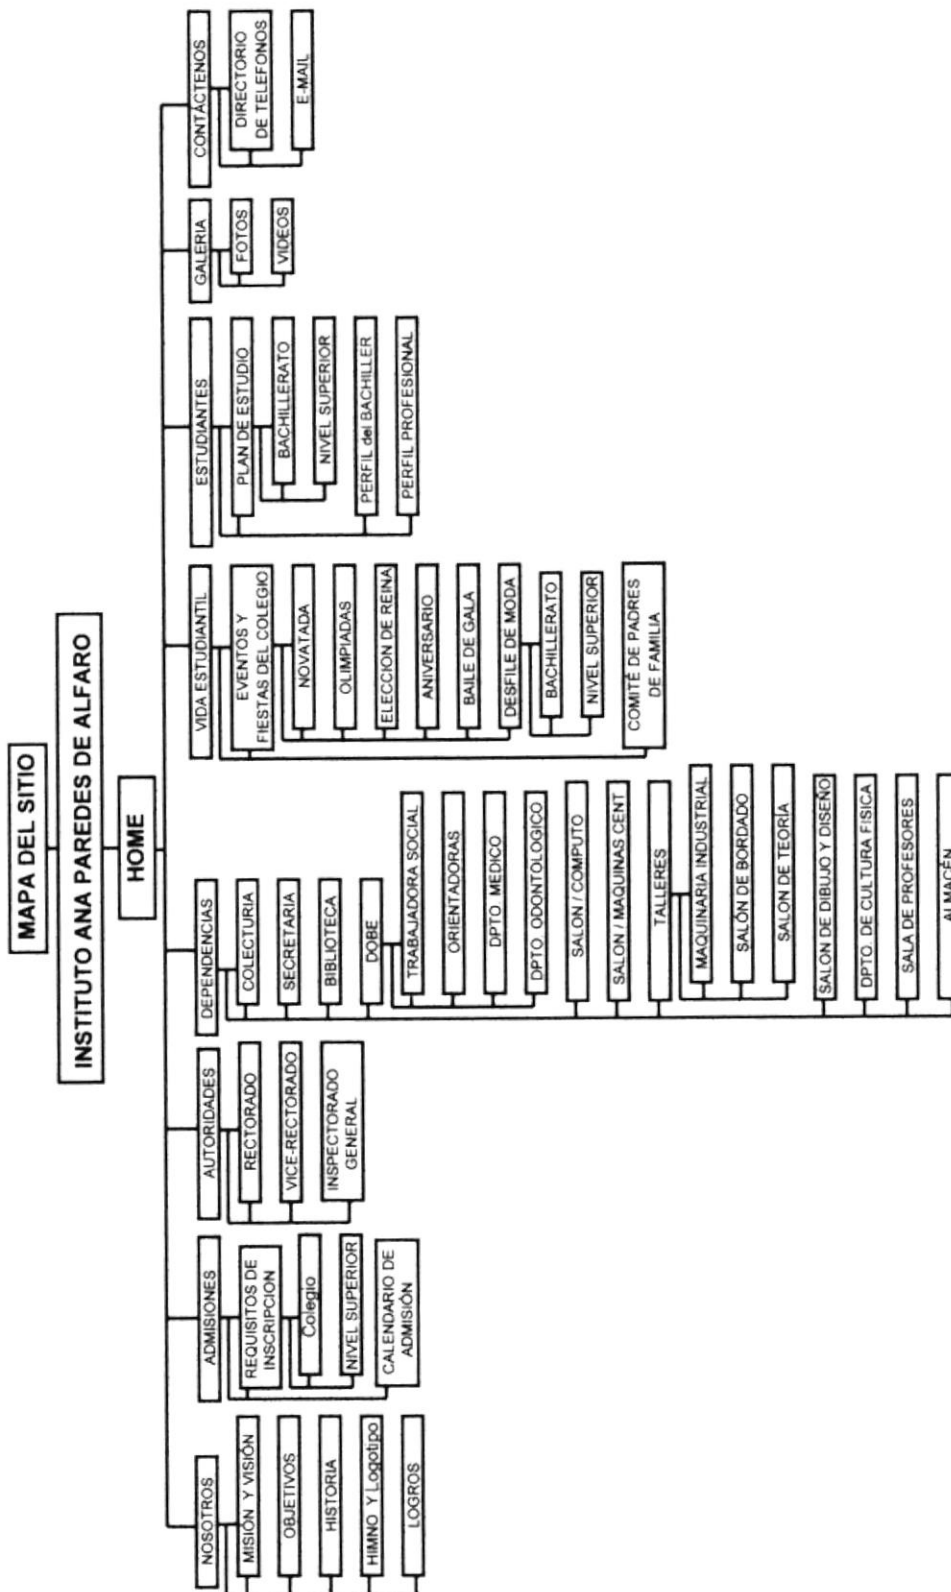 MAPA DEL SITIO
INSTITUTO ANA PAREDES DE ALFARO
HOME
NOSOTROS
MISIÓN Y VISIÓN
OBJETIVOS
HISTORIA
HIMNO Y Logotipo
LOGROS
ADMISIONES
REQUISITOS DE
INSCRIPCION
Colegio
NIVEL SUPERIOR
CALENDARIO DE
ADMISIÓN
AUTORIDADES
RECTORADO
VICE-RECTORADO
INSPECTORADO
GENERAL
DEPENDENCIAS
COLECTURIA
SECRETARIA
BIBLIOTECA
DOBE
TRABAJADORA SOCIAL
ORIENTADORAS
DPTO. MEDICO
DPTO. ODONTOLOGICO
SALON / COMPUTO
SALON / MAQUINAS CENT
TALLERES
MAQUINARIA INDUSTRIAL
SALÓN DE BORDADO
SALON DE TEORÍA
SALON DE DIBUJO Y DISEÑO
DPTO. DE CULTURA FISICA
SALA DE PROFESORES
ALMACÉN
VIDA ESTUDIANTIL
EVENTOS Y
FIESTAS DEL COLEGIO
NOVATADA
OLIMPIADAS
ELECCION DE REINA
ANIVERSARIO
BAILE DE GALA
DESFILE DE MODA
BACHILLERATO
NIVEL SUPERIOR
COMITÉ DE PADRES
DE FAMILIA
ESTUDIANTES
PLAN DE ESTUDIO
BACHILLERATO
NIVEL SUPERIOR
PERFIL del BACHILLER
PERFIL PROFESIONAL
GALERIA
FOTOS
VIDEOS
CONTÁCTENOS
DIRECTORIO
DE TELEFONOS
E-MAIL